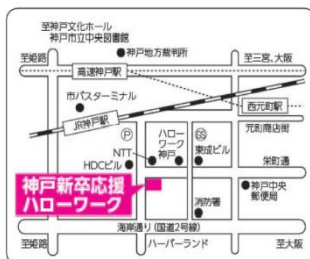 至神戸文化ホール
神戸市立中央図書館
神戸地方裁判所
至姫路
至三宮、大阪
高速神戸駅
市バスターミナル
西元町駅
JR神戸駅
元町商店街
P
ハロー
ワーク
神戸
GS
東成ビル
NTT
HDCビル
栄町通
神戸新卒応援
ハローワーク
神戸中央
郵便局
消防署
海岸通り(国道2号線)
至姫路
ハーバーランド
至大阪